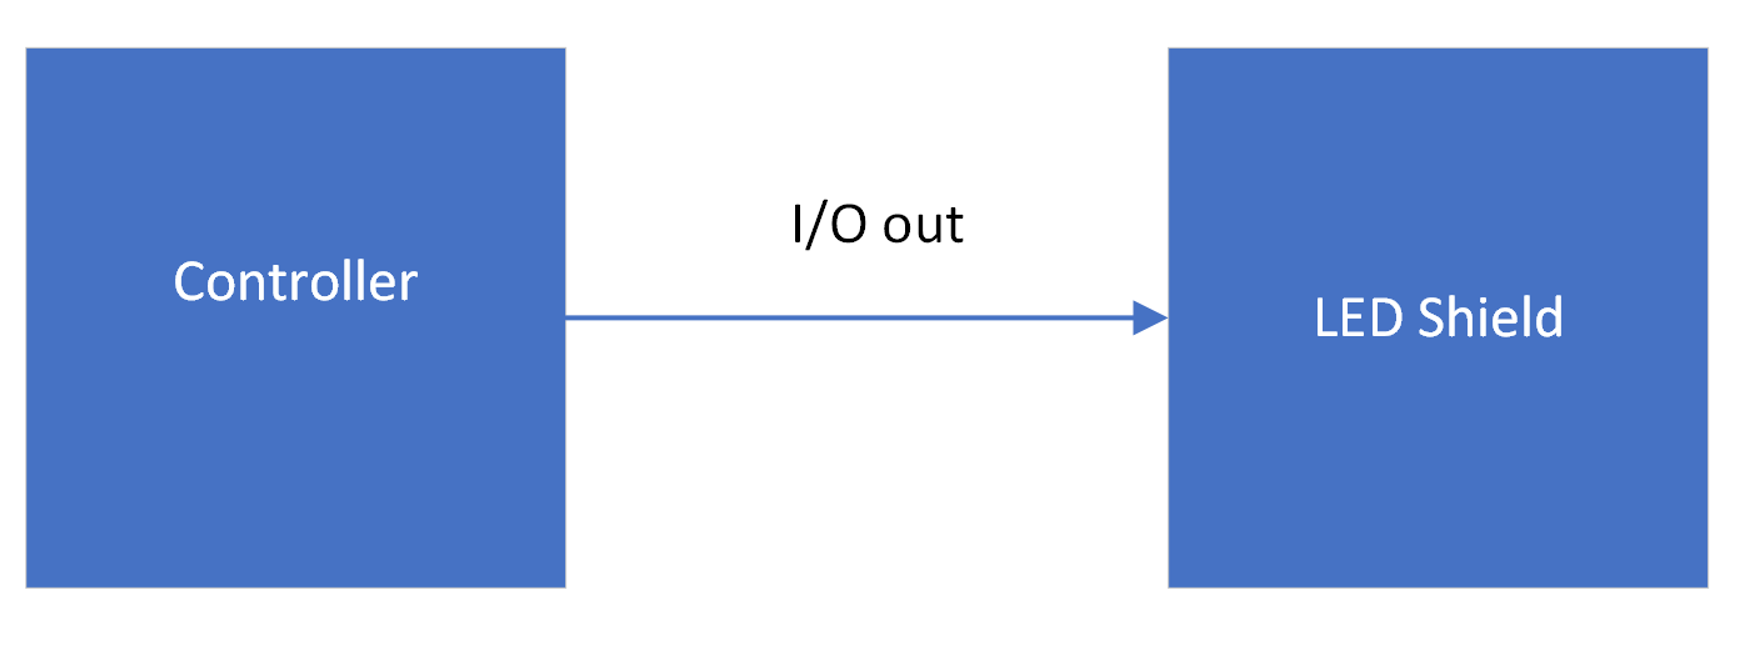 Controller
I/O out
LED Shield